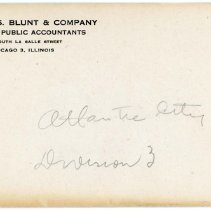 S. BLUNT & COMPANY
PUBLIC ACCOUNTANTS
SOUTH LA SALLE STREET
CAGO 3, ILLINOIS
Atlantic City
Division 3